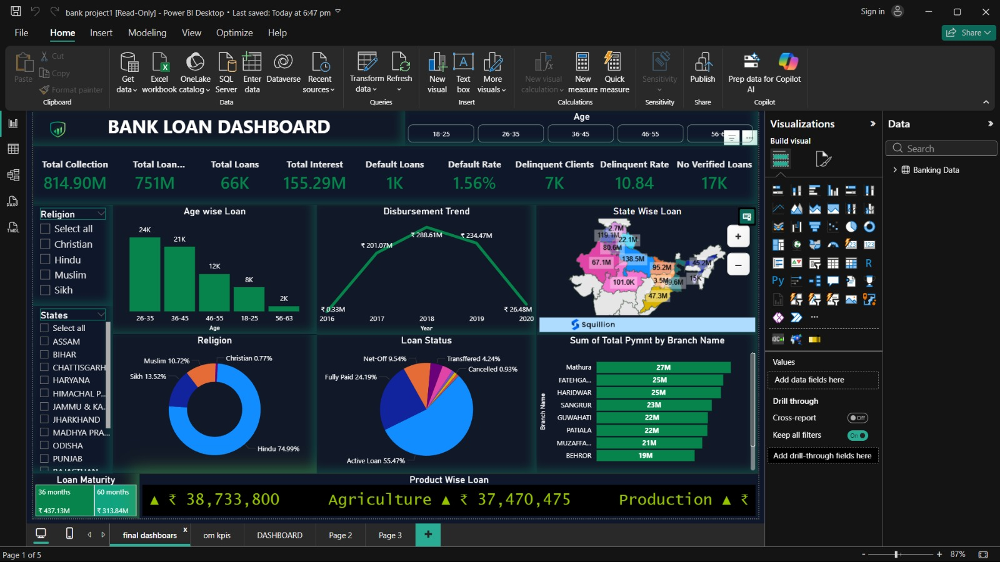 bank project1 [Read-Only] - Power BI Desktop • Last saved: Today at 6:47 pm
Sign in
File Home Insert Modeling View Optimize Help
Share
Paste
Cut
Copy
Format painter
Clipboard
Get data
Excel workbook
OneLake catalog
SQL Server
Enter data
Dataverse
Recent sources
Data
Transform data
Refresh
Queries
New visual
Text box
More visuals
Insert
New visual calculation
New measure
Quick measure
Calculations
Sensitivity
Sensitivity
Publish
Share
Prep data for AI
Copilot
Copilot
DAX
TMDL
BANK LOAN DASHBOARD
Age
18-25 26-35 36-45 46-55 56-6
Total Collection Total Loan... Total Loans Total Interest Default Loans Default Rate Delinquent Clients Delinquent Rate No Verified Loans
814.90M 751M 66K 155.29M 1K 1.56% 7K 10.84 17K
Religion
Select all
Christian
Hindu
Muslim
Sikh
States
Select all
ASSAM
BIHAR
CHATTISGARH
HARYANA
HIMACHAL P...
JAMMU & KA...
JHARKHAND
MADHYA PRA...
ODISHA
PUNJAB
RAJASTHAN
Age wise Loan
24K
21K
12K
8K
2K
26-35 36-45 46-55 18-25 56-63
Age
Disbursement Trend
₹ 288.61M
₹ 234.47M
₹ 201.07M
₹ 0.33M
₹ 26.48M
2016 2017 2018 2019 2020
Year
State Wise Loan
2.7M
119.1M
22.1M
80.6M
67.1M
138.5M
95.2M
45.2M
15K
101.0K
3.5M
9.6M
47.3M
+
−
Squillion
Religion
Muslim 10.72%
Christian 0.77%
Sikh 13.52%
Hindu 74.99%
Loan Status
Net-Off 9.54%
Transffered 4.24%
Cancelled 0.93%
Fully Paid 24.19%
Active Loan 55.47%
Sum of Total Pymnt by Branch Name
Branch Name
Mathura 27M
FATEHGA... 25M
HARIDWAR 25M
SANGRUR 23M
GUWAHATI 22M
PATIALA 22M
MUZAFFA... 21M
BEHROR 19M
Loan Maturity
36 months 60 months
₹ 437.13M ₹ 313.84M
Product Wise Loan
▲ ₹ 38,733,800 Agriculture ▲ ₹ 37,470,475 Production ▲ ₹
Visualizations
Build visual
123
R
Py
...
Values
Add data fields here
Drill through
Cross-report Off
Keep all filters On
Add drill-through fields here
Data
Search
Banking Data
final dashboars x
om kpis
DASHBOARD
Page 2
Page 3
+
Page 1 of 5
- + 87%